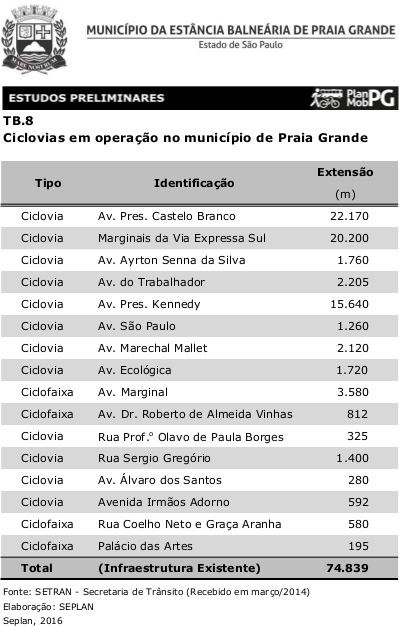 MUNICÍPIO DA ESTÂNCIA BALNEÁRIA DE PRAIA GRANDE
Estado de São Paulo
ESTUDOS PRELIMINARES
Plan
MobPG
TB.8
Ciclovias em operação no município de Praia Grande
Tipo Identificação Extensão (m)
Ciclovia Av. Pres. Castelo Branco 22.170
Ciclovia Marginais da Via Expressa Sul 20.200
Ciclovia Av. Ayrton Senna da Silva 1.760
Ciclovia Av. do Trabalhador 2.205
Ciclovia Av. Pres. Kennedy 15.640
Ciclovia Av. São Paulo 1.260
Ciclovia Av. Marechal Mallet 2.120
Ciclovia Av. Ecológica 1.720
Ciclofaixa Av. Marginal 3.580
Ciclofaixa Av. Dr. Roberto de Almeida Vinhas 812
Ciclovia Rua Prof.º Olavo de Paula Borges 325
Ciclovia Rua Sergio Gregório 1.400
Ciclovia Av. Álvaro dos Santos 280
Ciclovia Avenida Irmãos Adorno 592
Ciclofaixa Rua Coelho Neto e Graça Aranha 580
Ciclofaixa Palácio das Artes 195
Total (Infraestrutura Existente) 74.839
Fonte: SETRAN - Secretaria de Trânsito (Recebido em março/2014)
Elaboração: SEPLAN
Seplan, 2016